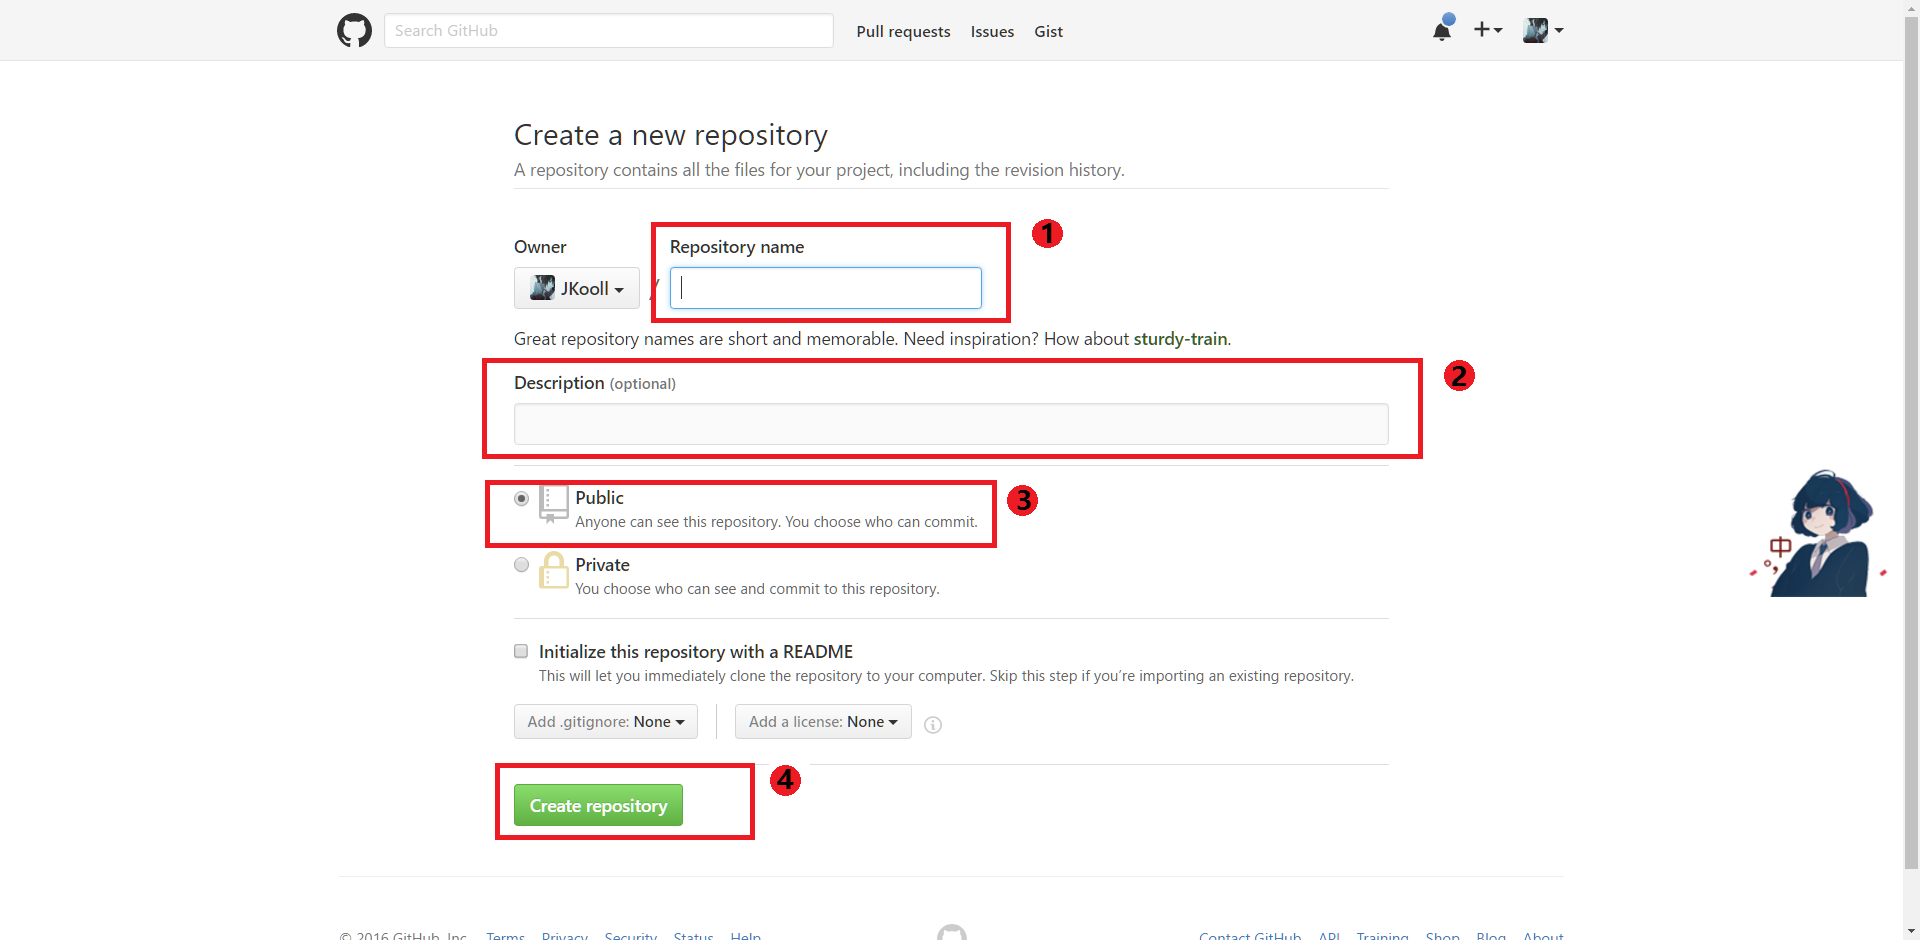 Search GitHub
Pull requests Issues Gist
Create a new repository
A repository contains all the files for your project, including the revision history.
Owner
Repository name
1
JKooll
/
Great repository names are short and memorable. Need inspiration? How about sturdy-train.
Description (optional)
2
Public
3
Anyone can see this repository. You choose who can commit.
Private
You choose who can see and commit to this repository.
中
Initialize this repository with a README
This will let you immediately clone the repository to your computer. Skip this step if you're importing an existing repository.
Add .gitignore: None
Add a license: None
4
Create repository
© 2016 GitHub, Inc. Terms Privacy Security Status Help
Contact GitHub API Training Shop Blog About